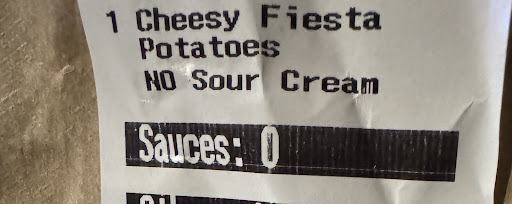 1 Cheesy Fiesta
Potatoes
NO Sour Cream
Sauces: 0